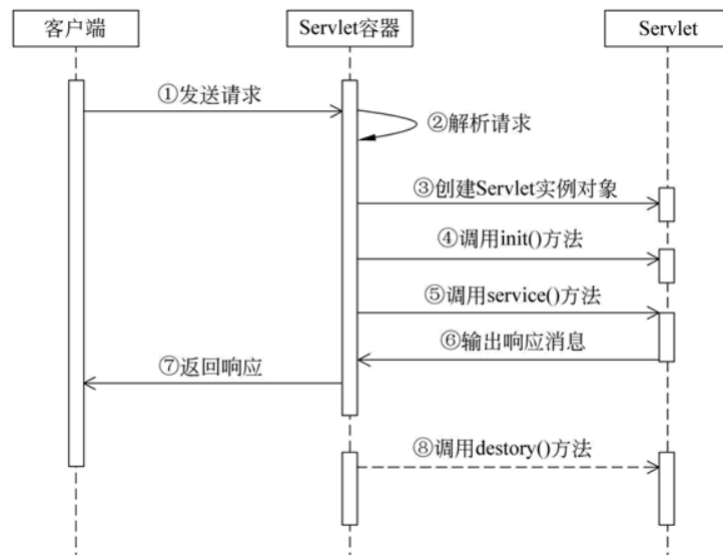 客户端
Servlet容器
Servlet
①发送请求
②解析请求
③创建Servlet实例对象
④调用init()方法
⑤调用service()方法
⑥输出响应消息
⑦返回响应
⑧调用destory()方法